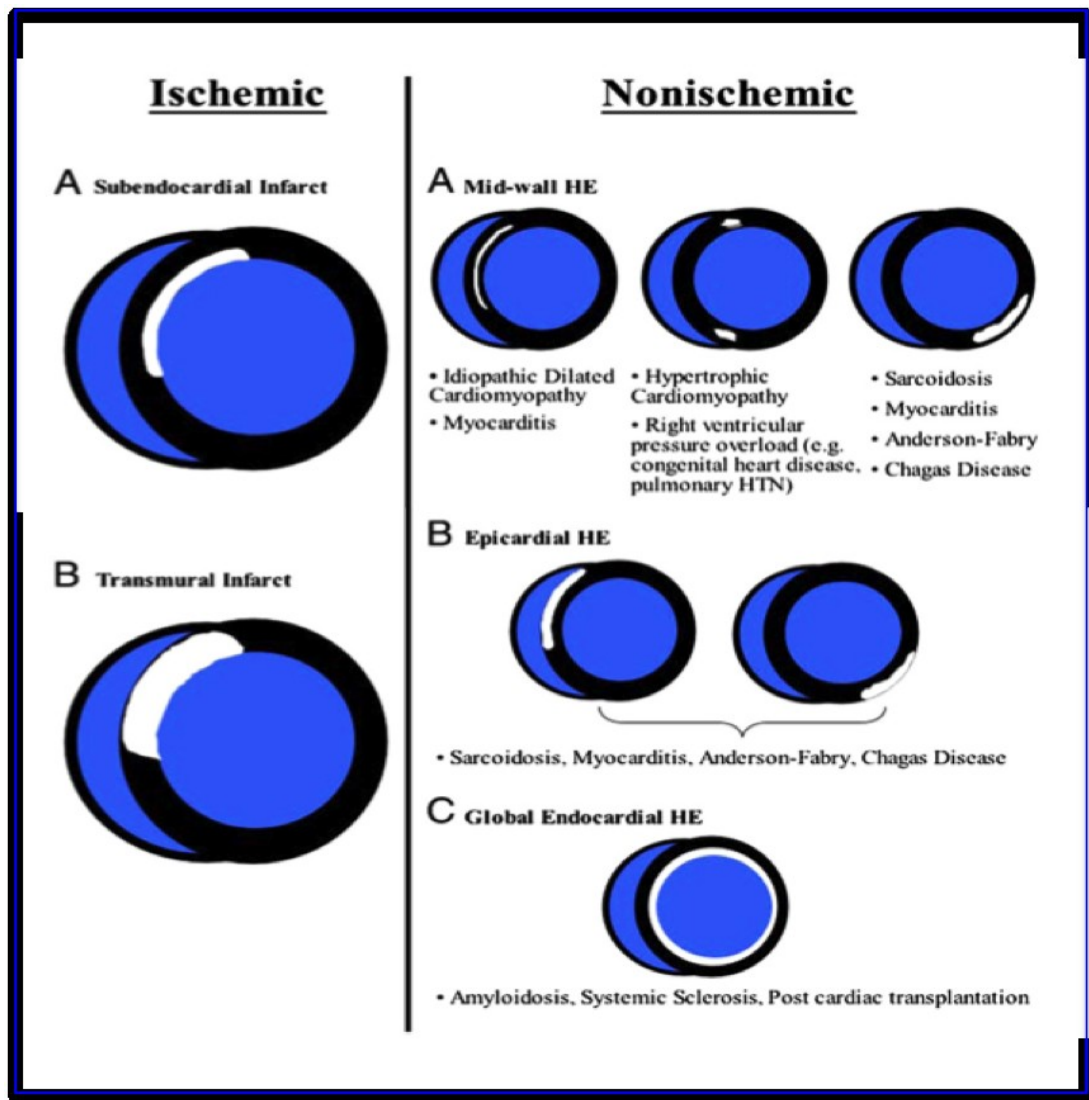 Ischemic
A Subendocardial Infarct
B Transmural Infarct
Nonischemic
A Mid-wall HE
• Idiopathic Dilated
Cardiomyopathy
• Myocarditis
• Hypertrophic
Cardiomyopathy
• Right ventricular
pressure overload (e.g.
congenital heart disease,
pulmonary HTN)
• Sarcoidosis
• Myocarditis
• Anderson-Fabry
• Chagas Disease
B Epicardial HE
• Sarcoidosis, Myocarditis, Anderson-Fabry, Chagas Disease
C Global Endocardial HE
• Amyloidosis, Systemic Sclerosis, Post cardiac transplantation